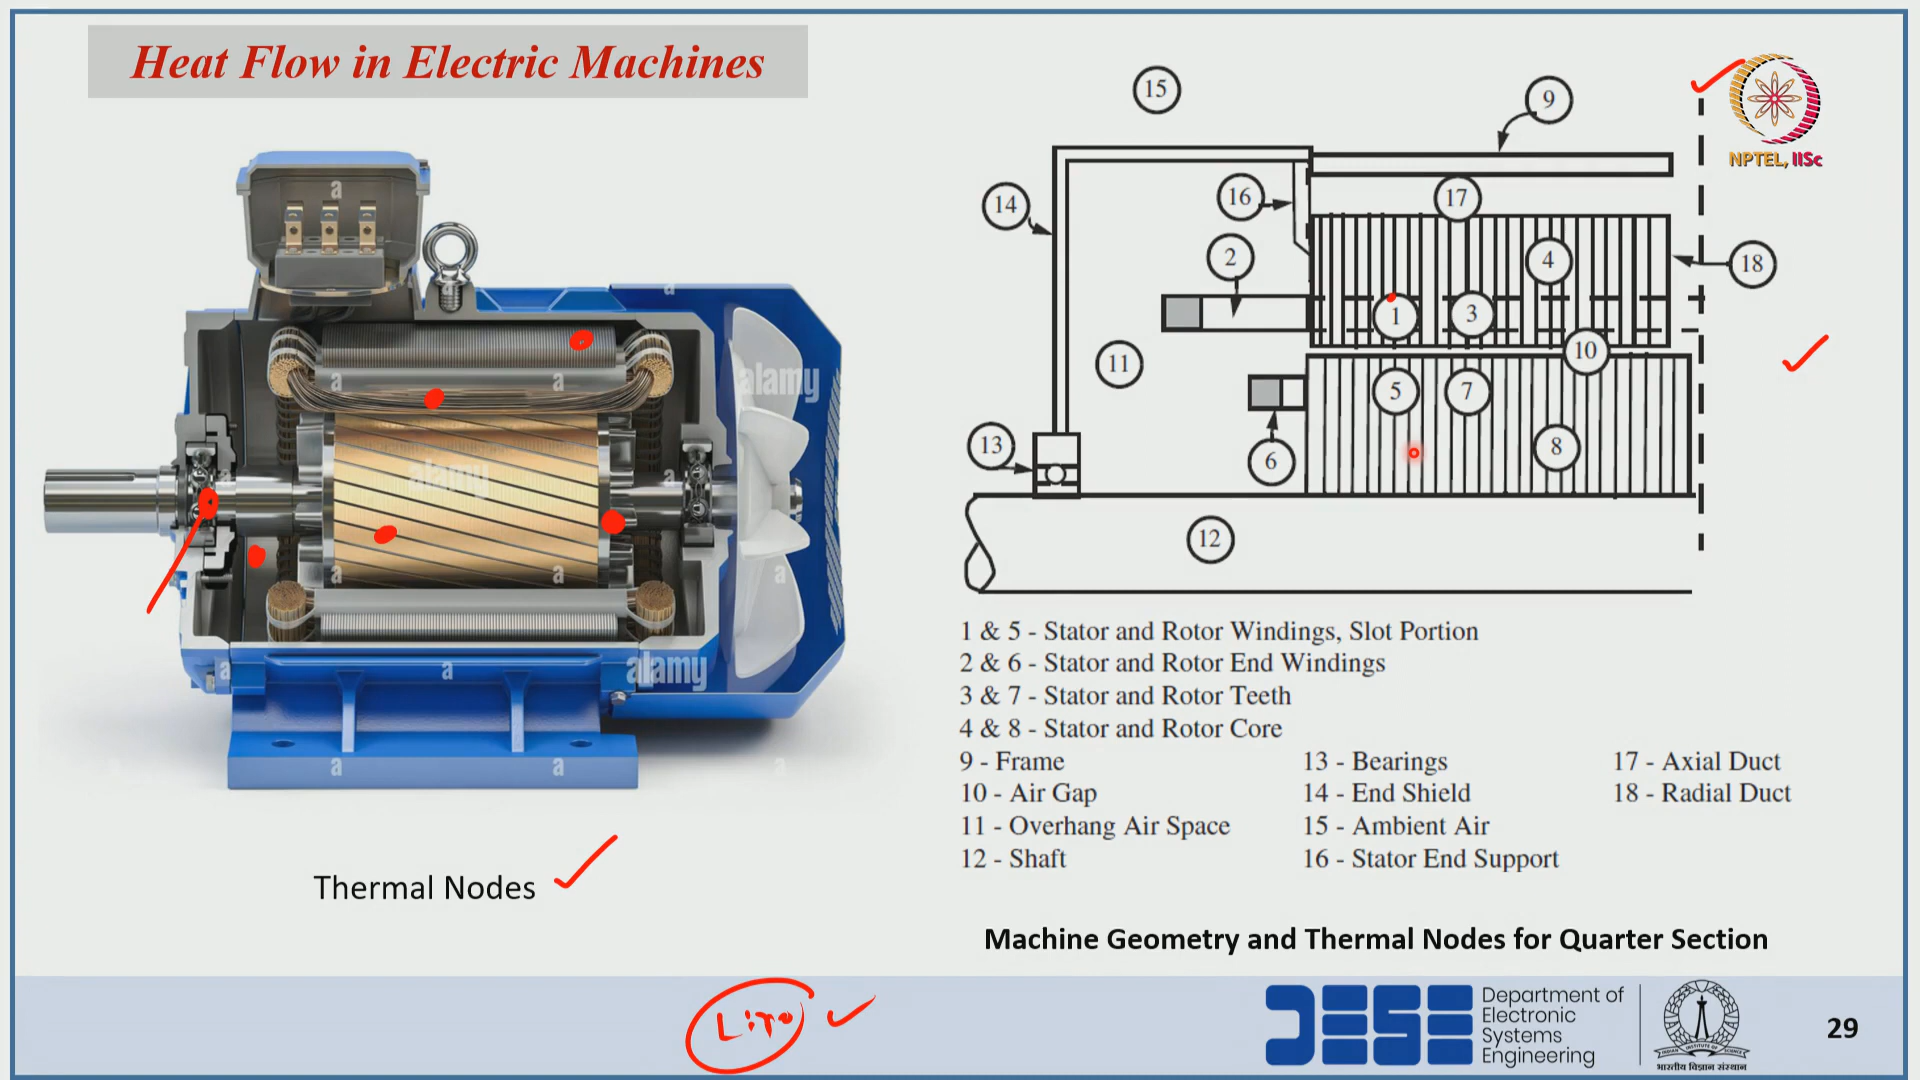 Heat Flow in Electric Machines
NPTEL, IISc
15
9
14
16
17
2
4
18
1
3
11
10
5
7
13
6
8
12
a
a
a
a
a
alamy
alamy
a
a
a
a
a
a
alamy
a
a
a
1 & 5 - Stator and Rotor Windings, Slot Portion
2 & 6 - Stator and Rotor End Windings
3 & 7 - Stator and Rotor Teeth
4 & 8 - Stator and Rotor Core
9 - Frame 13 - Bearings 17 - Axial Duct
10 - Air Gap 14 - End Shield 18 - Radial Duct
11 - Overhang Air Space 15 - Ambient Air
12 - Shaft 16 - Stator End Support
Thermal Nodes
Machine Geometry and Thermal Nodes for Quarter Section
DESE
Department of
Electronic
Systems
Engineering
भारतीय विज्ञान संस्थान
29